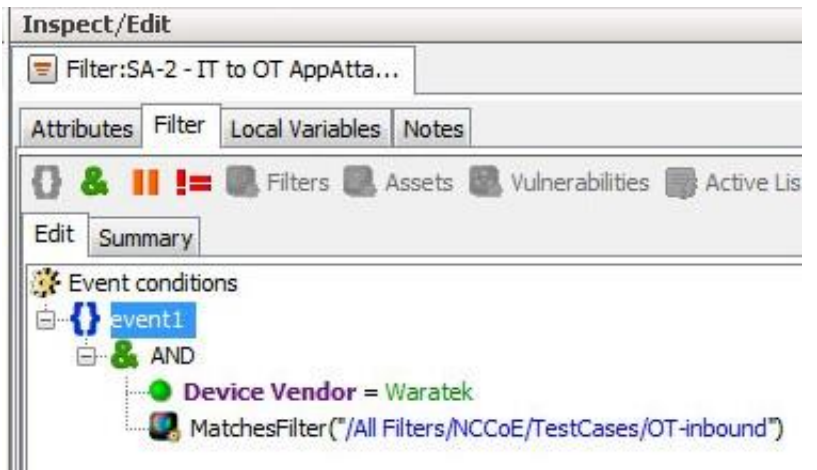 Inspect/Edit
Filter:SA-2 - IT to OT AppAtta...
Attributes Filter Local Variables Notes
{} & || != Filters Assets Vulnerabilities Active Lis
Edit Summary
Event conditions
{} event1
& AND
Device Vendor = Waratek
MatchesFilter("/All Filters/NCCoE/TestCases/OT-inbound")